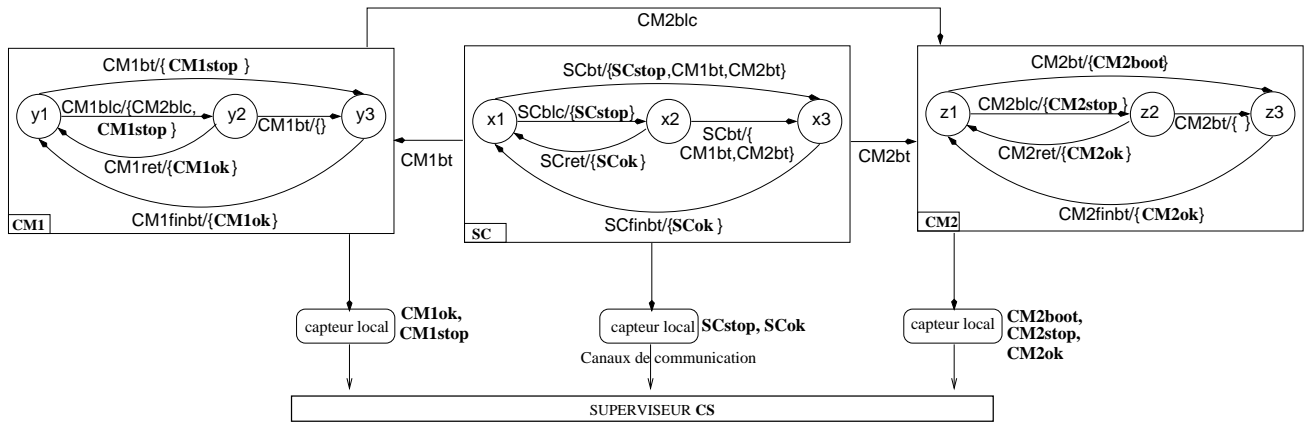 CM2blc
CM1bt/{ CM1stop }
y1
CM1blc/{CM2blc,
CM1stop }
y2
CM1bt/{}
y3
CM1ret/{CM1ok}
CM1finbt/{CM1ok}
CM1
CM1bt
SCbt/{SCstop,CM1bt,CM2bt}
x1
SCblc/{SCstop}
x2
SCbt/{
CM1bt,CM2bt}
x3
SCret/{SCok}
SCfinbt/{SCok }
SC
CM2bt
CM2bt/{CM2boot}
z1
CM2blc/{CM2stop }
z2
CM2bt/{ }
z3
CM2ret/{CM2ok}
CM2finbt/{CM2ok}
CM2
capteur local
CM1ok,
CM1stop
capteur local
SCstop, SCok
capteur local
CM2boot,
CM2stop,
CM2ok
Canaux de communication
SUPERVISEUR CS